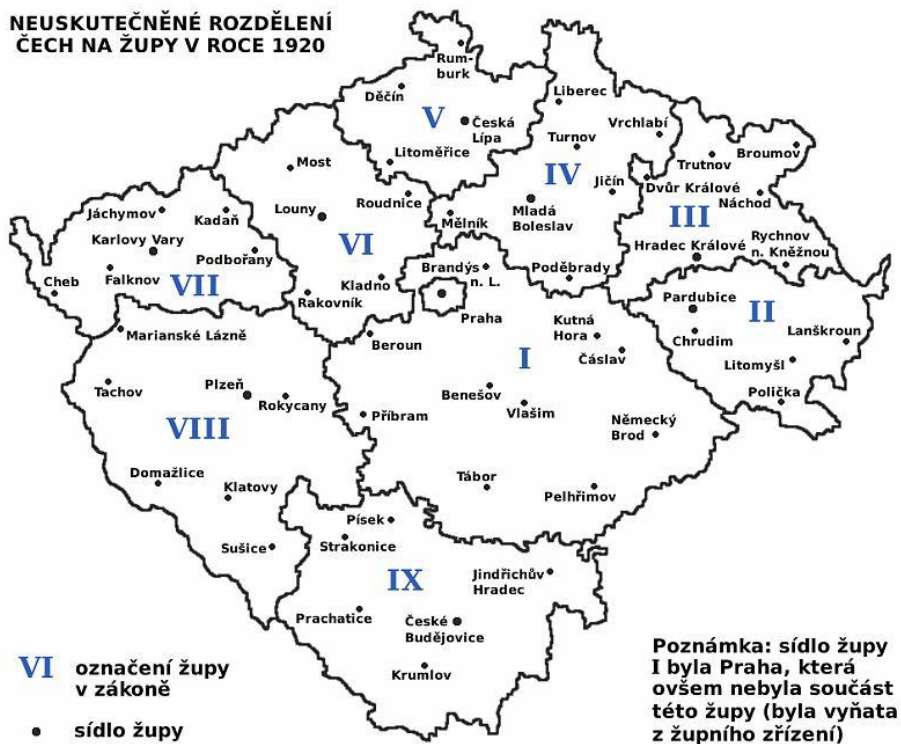 NEUSKUTEČNĚNÉ ROZDĚLENÍ
ČECH NA ŽUPY V ROCE 1920
Rum-
burk
Děčín
V
Česká
Lípa
Litoměřice
Liberec
Vrchlabí
Turnov
IV
Jičín
Mladá
Boleslav
Mělník
Poděbrady
Trutnov
Broumov
Dvůr Králové
Náchod
III
Hradec Králové
Rychnov
n. Kněžnou
Most
Roudnice
Louny
VI
Kladno
Rakovník
Jáchymov
Kadaň
Karlovy Vary
Podbořany
Cheb
Falknov
VII
Brandýs
n. L.
Praha
Beroun
Kutná
Hora
Čáslav
I
Benešov
Vlašim
Příbram
Německý
Brod
Tábor
Pelhřimov
Pardubice
II
Chrudim
Lanškroun
Litomyšl
Polička
Marianské Lázně
Tachov
Plzeň
Rokycany
VIII
Domažlice
Klatovy
Sušice
Písek
Strakonice
IX
Jindřichův
Hradec
Prachatice
České
Budějovice
Krumlov
VI označení župy
v zákoně
sídlo župy
Poznámka: sídlo župy
I byla Praha, která
ovšem nebyla součást
této župy (byla vyňata
z župního zřízení)